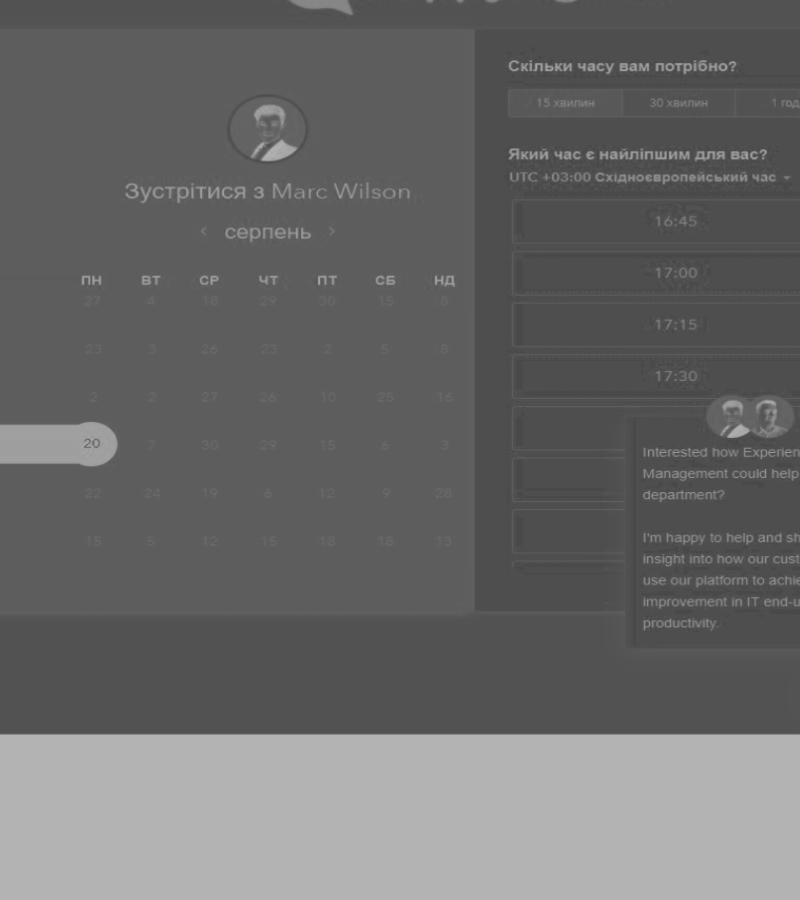 Зустрітися з Marc Wilson
‹ серпень ›
ПН ВТ СР ЧТ ПТ СБ НД
27 4 18 29 30 15 8
23 3 26 23 2 5 8
2 2 27 26 10 25 16
20 7 30 29 15 6 3
22 24 19 6 12 9 28
15 5 12 15 18 18 13
Скільки часу вам потрібно?
15 хвилин 30 хвилин 1 год
Який час є найліпшим для вас?
UTC +03:00 Східноєвропейський час
16:45
17:00
17:15
17:30
Interested how Experien
Management could help
department?
I'm happy to help and sh
insight into how our cust
use our platform to achie
improvement in IT end-u
productivity.